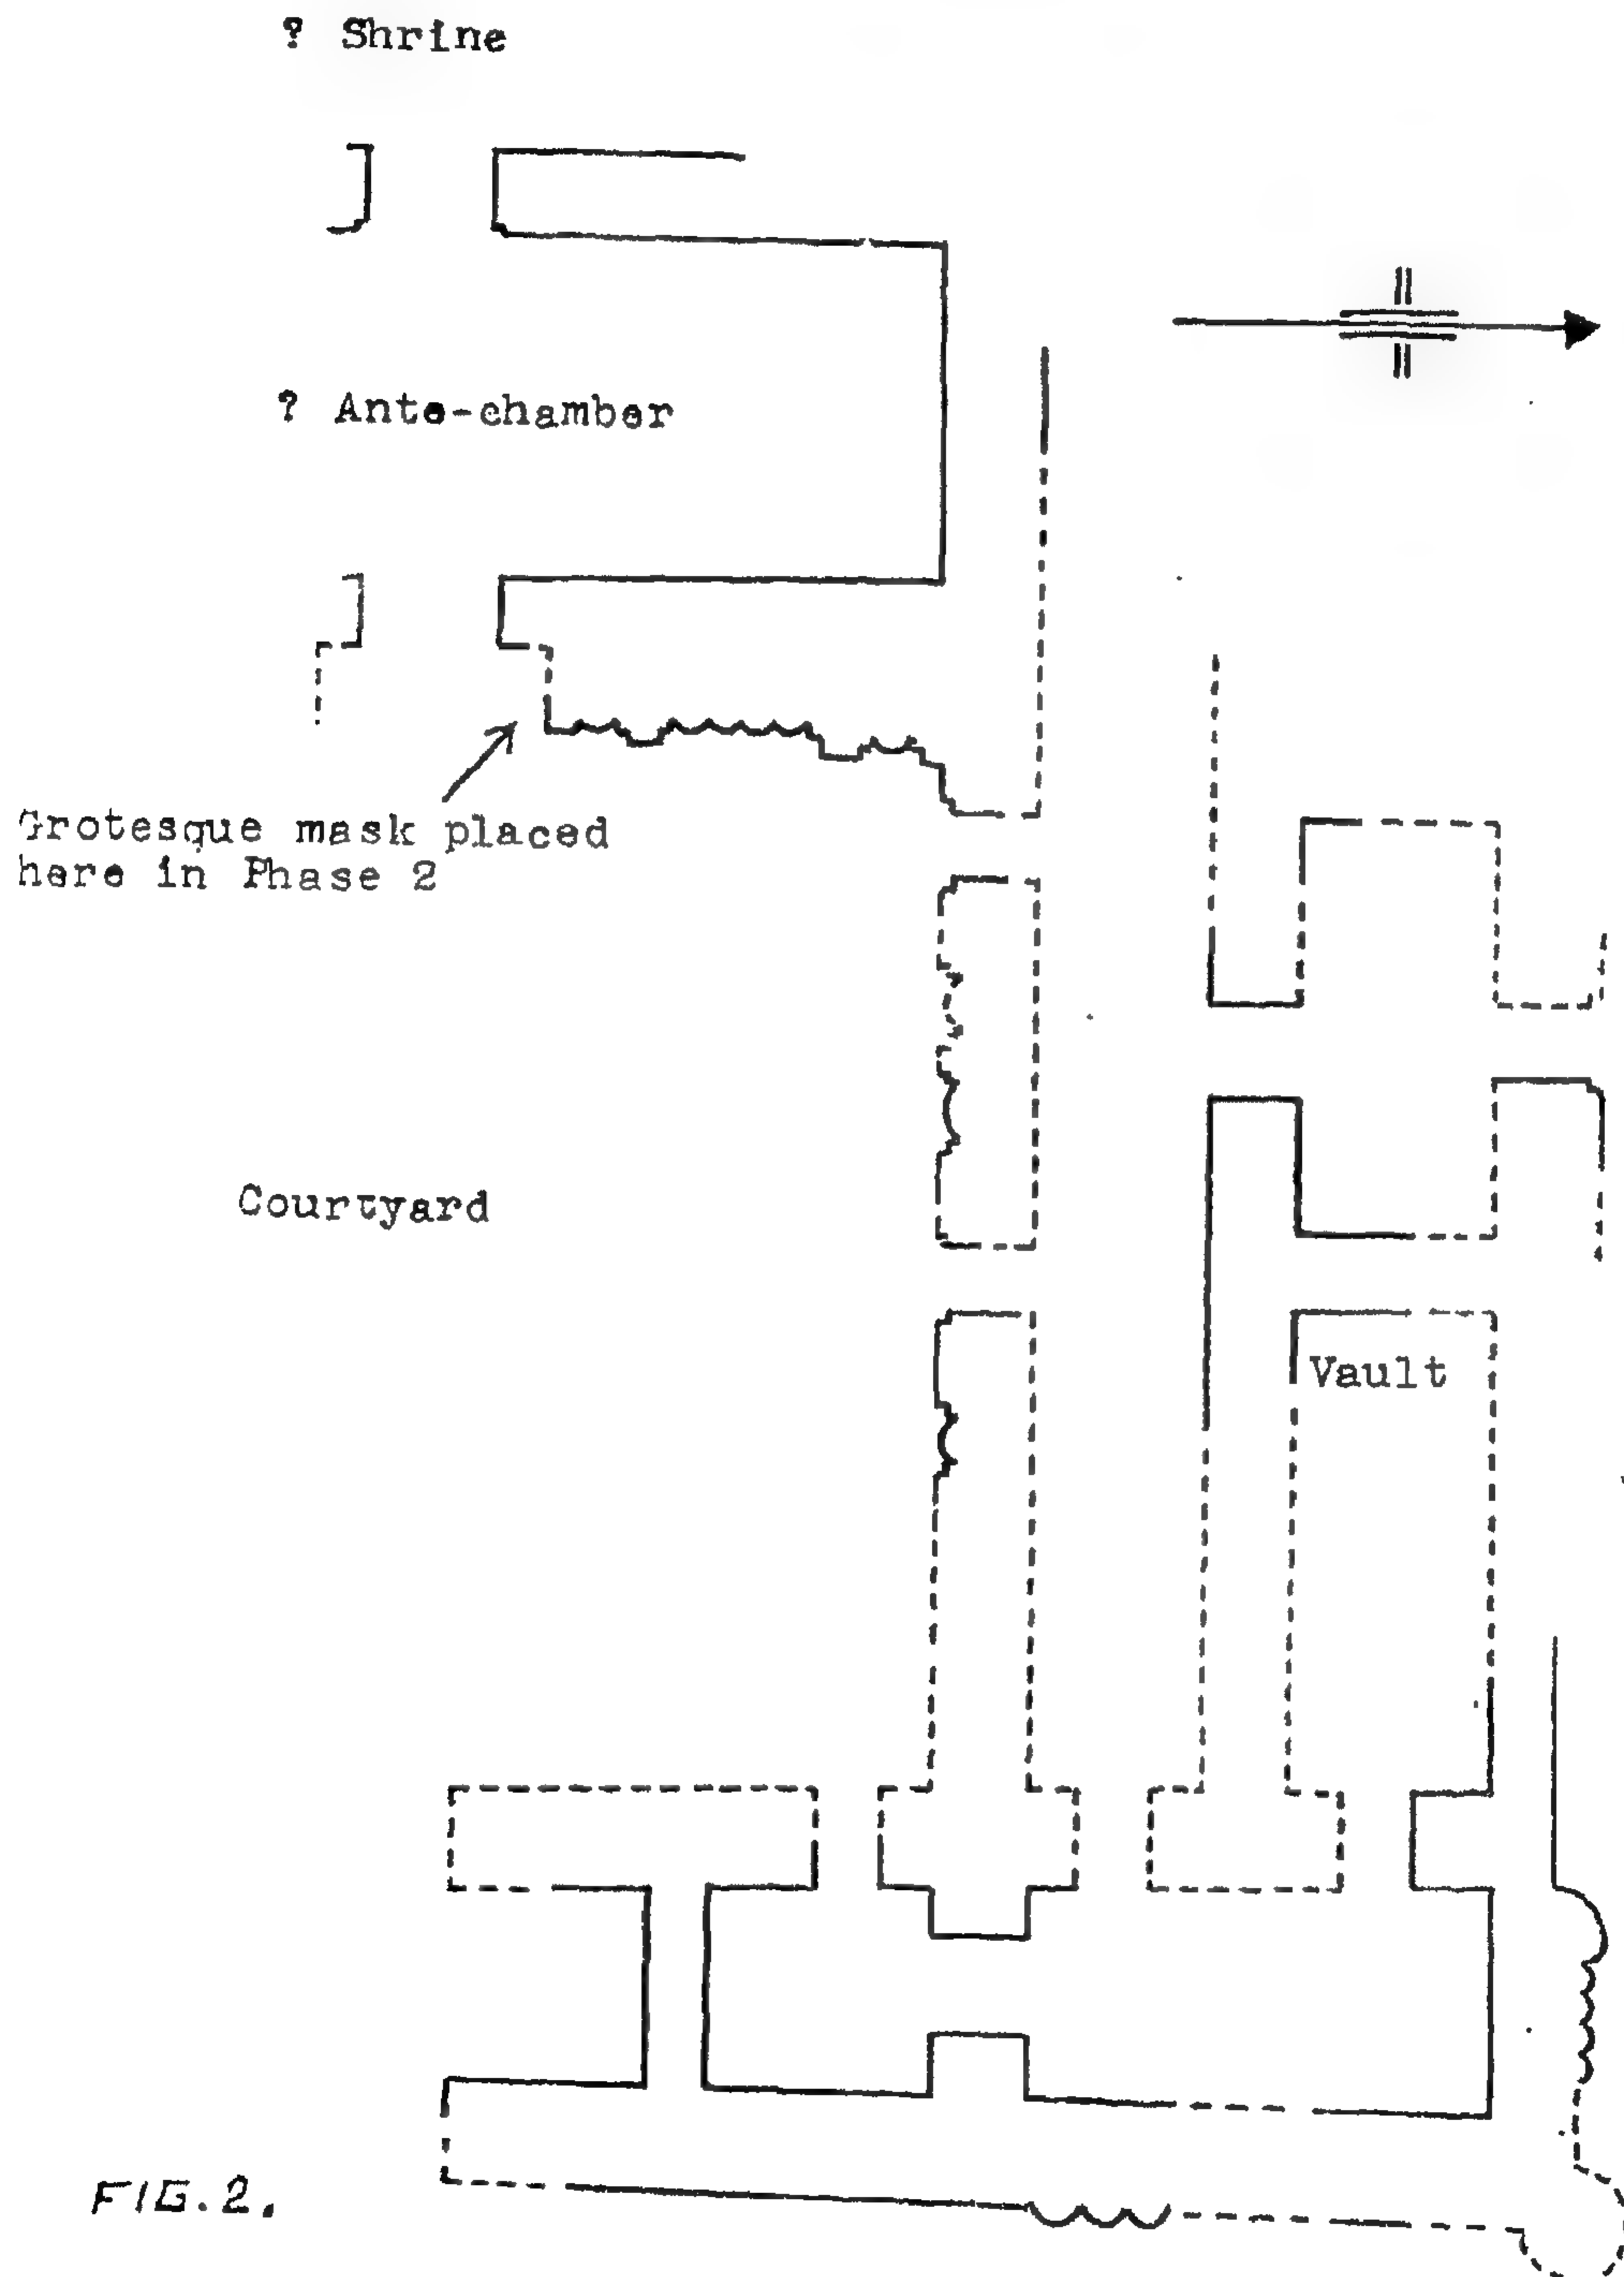 ? Shrine
? Ante-chamber
Grotesque mask placed
here in Phase 2
Courtyard
Vault
FIG.2.